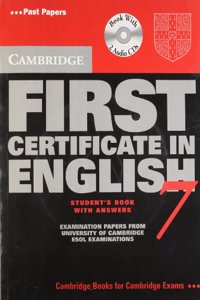 ...Past Papers
Book With
2 Audio CDs
CAMBRIDGE
FIRST
CERTIFICATE IN
ENGLISH
7
STUDENT'S BOOK
WITH ANSWERS
EXAMINATION PAPERS FROM
UNIVERSITY OF CAMBRIDGE
ESOL EXAMINATIONS
Cambridge Books for Cambridge Exams ...